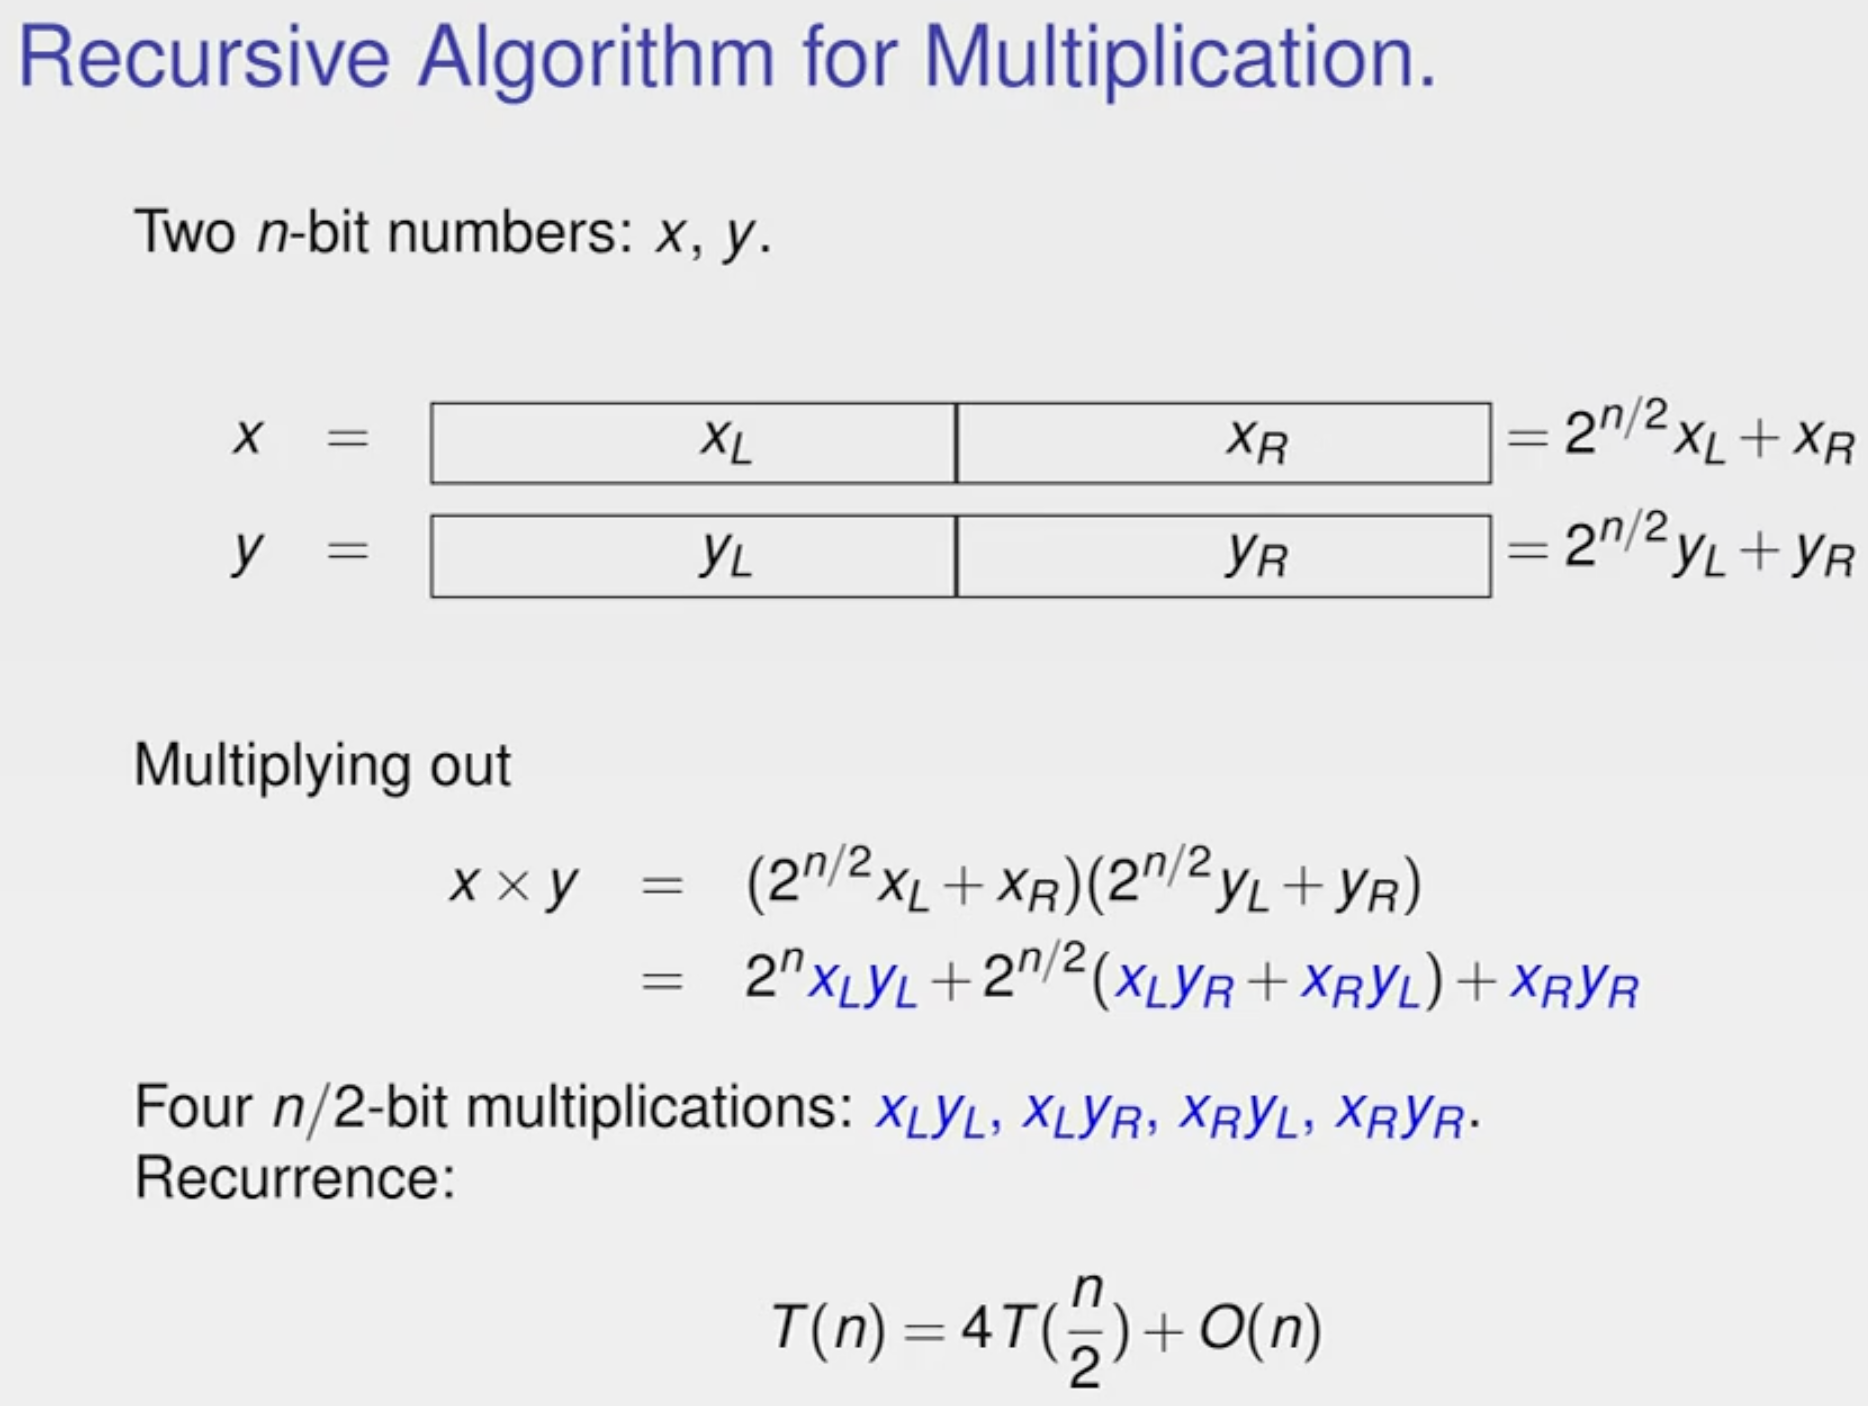 Recursive Algorithm for Multiplication.
Two n-bit numbers: x, y.
x = x_L x_R = 2^{n/2} x_L + x_R
y = y_L y_R = 2^{n/2} y_L + y_R
Multiplying out
x × y = (2^{n/2} x_L + x_R)(2^{n/2} y_L + y_R)
= 2^n x_L y_L + 2^{n/2} (x_L y_R + x_R y_L) + x_R y_R
Four n/2-bit multiplications: x_L y_L, x_L y_R, x_R y_L, x_R y_R.
Recurrence:
T(n) = 4T(\frac{n}{2}) + O(n)